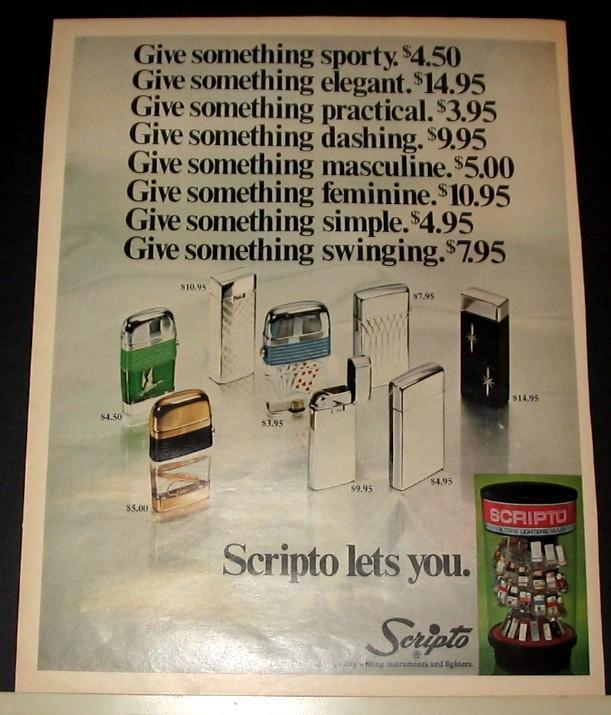 Give something sporty. $4.50
Give something elegant. $14.95
Give something practical. $3.95
Give something dashing. $9.95
Give something masculine. $5.00
Give something feminine. $10.95
Give something simple. $4.95
Give something swinging. $7.95
$10.95
$7.95
$4.50
$3.95
$14.95
$5.00
$9.95
$4.95
SCRIPTO
BUTANE LIGHTERS
Scripto lets you.
Scripto
®
writing instruments and lighters.